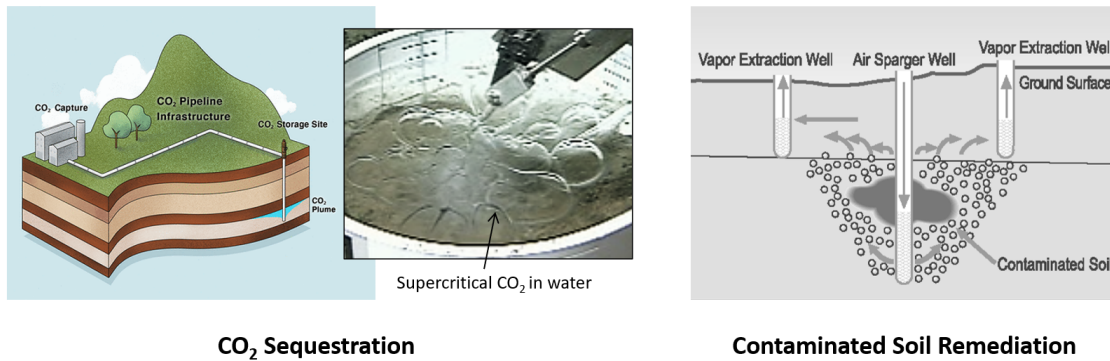 CO₂ Capture
CO₂ Pipeline
Infrastructure
CO₂ Storage Site
CO₂
Plume
Supercritical CO₂ in water
CO₂ Sequestration
Vapor Extraction Well
Air Sparger Well
Vapor Extraction Well
Ground Surface
Contaminated Soil
Contaminated Soil Remediation